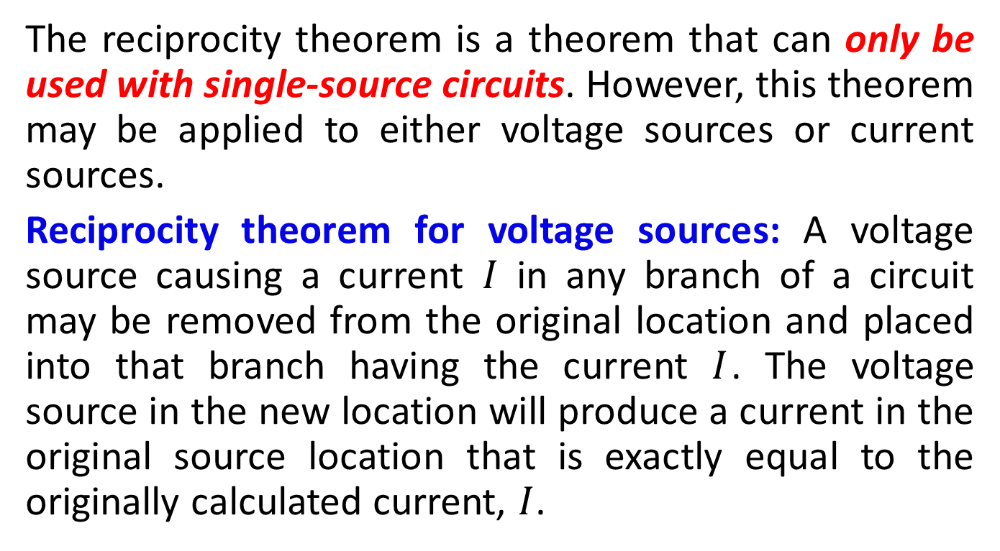 The reciprocity theorem is a theorem that can only be
used with single-source circuits. However, this theorem
may be applied to either voltage sources or current
sources.
Reciprocity theorem for voltage sources: A voltage
source causing a current I in any branch of a circuit
may be removed from the original location and placed
into that branch having the current I. The voltage
source in the new location will produce a current in the
original source location that is exactly equal to the
originally calculated current, I.